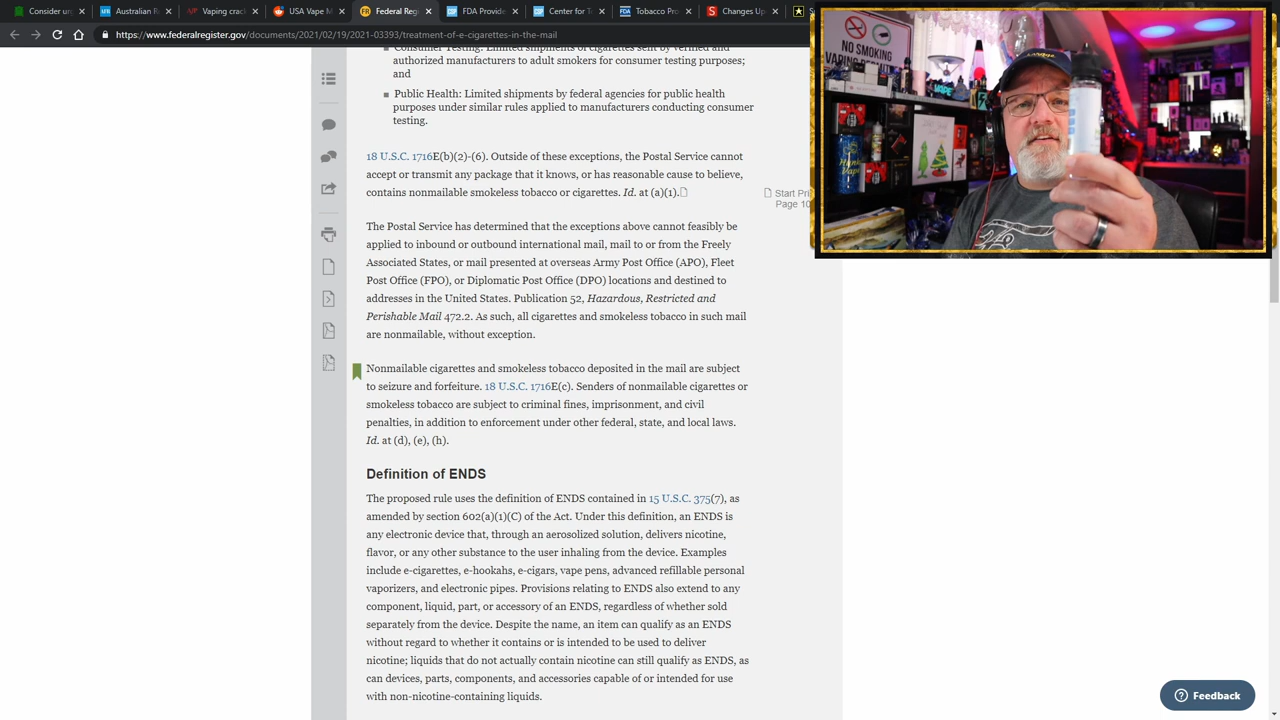 Consi
Vap
USA No
Federal R
Teen To
www.federalregister.gov/documents/2021/02/19/2021-03393/treatment-of-e-cigarettes-in-the-mail
Consumer Testing: Limited shipments of cigarettes sent by verified and
authorized manufacturers to adult smokers for consumer testing purposes;
and
Public Health: Limited shipments by federal agencies for public health
purposes under similar rules applied to manufacturers conducting consumer
testing.
18 U.S.C. 1716E(b)(2)-(6). Outside of these exceptions, the Postal Service cannot
accept or transmit any package that it knows, or has reasonable cause to believe,
contains nonmailable smokeless tobacco or cigarettes. Id. at (a)(1).
Start Pri
Page 10
The Postal Service has determined that the exceptions above cannot feasibly be
applied to inbound or outbound international mail, mail to or from the Freely
Associated States, or mail presented at overseas Army Post Office (APO), Fleet
Post Office (FPO), or Diplomatic Post Office (DPO) locations and destined to
addresses in the United States. Publication 52, Hazardous, Restricted and
Perishable Mail 472.2. As such, all cigarettes and smokeless tobacco in such mail
are nonmailable, without exception.
Nonmailable cigarettes and smokeless tobacco deposited in the mail are subject
to seizure and forfeiture. 18 U.S.C. 1716E(c). Senders of nonmailable cigarettes or
smokeless tobacco are subject to criminal fines, imprisonment, and civil
penalties, in addition to enforcement under other federal, state, and local laws.
Id. at (d), (e), (h).
Definition of ENDS
The proposed rule uses the definition of ENDS contained in 15 U.S.C. 375(7), as
amended by section 602(a)(1)(C) of the Act. Under this definition, an ENDS is
any electronic device that, through an aerosolized solution, delivers nicotine,
flavor, or any other substance to the user inhaling from the device. Examples
include e-cigarettes, e-hookahs, e-cigars, vape pens, advanced refillable personal
vaporizers, and electronic pipes. Provisions relating to ENDS also extend to any
component, liquid, part, or accessory of an ENDS, regardless of whether sold
separately from the device. Despite the name, an item can qualify as an ENDS
without regard to whether it contains or is intended to be used to deliver
nicotine; liquids that do not actually contain nicotine can still qualify as ENDS, as
can devices, parts, components, and accessories capable of or intended for use
with non-nicotine-containing liquids.
NO SMOKING
Feedback